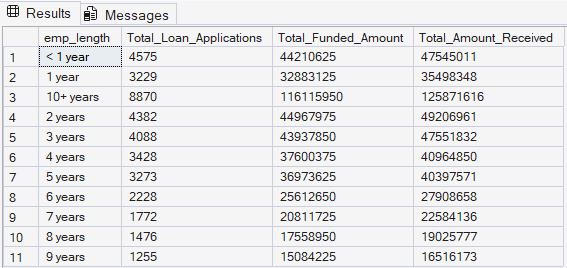 Results Messages
emp_length Total_Loan_Applications Total_Funded_Amount Total_Amount_Received
1 < 1 year 4575 44210625 47545011
2 1 year 3229 32883125 35498348
3 10+ years 8870 116115950 125871616
4 2 years 4382 44967975 49206961
5 3 years 4088 43937850 47551832
6 4 years 3428 37600375 40964850
7 5 years 3273 36973625 40397571
8 6 years 2228 25612650 27908658
9 7 years 1772 20811725 22584136
10 8 years 1476 17558950 19025777
11 9 years 1255 15084225 16516173